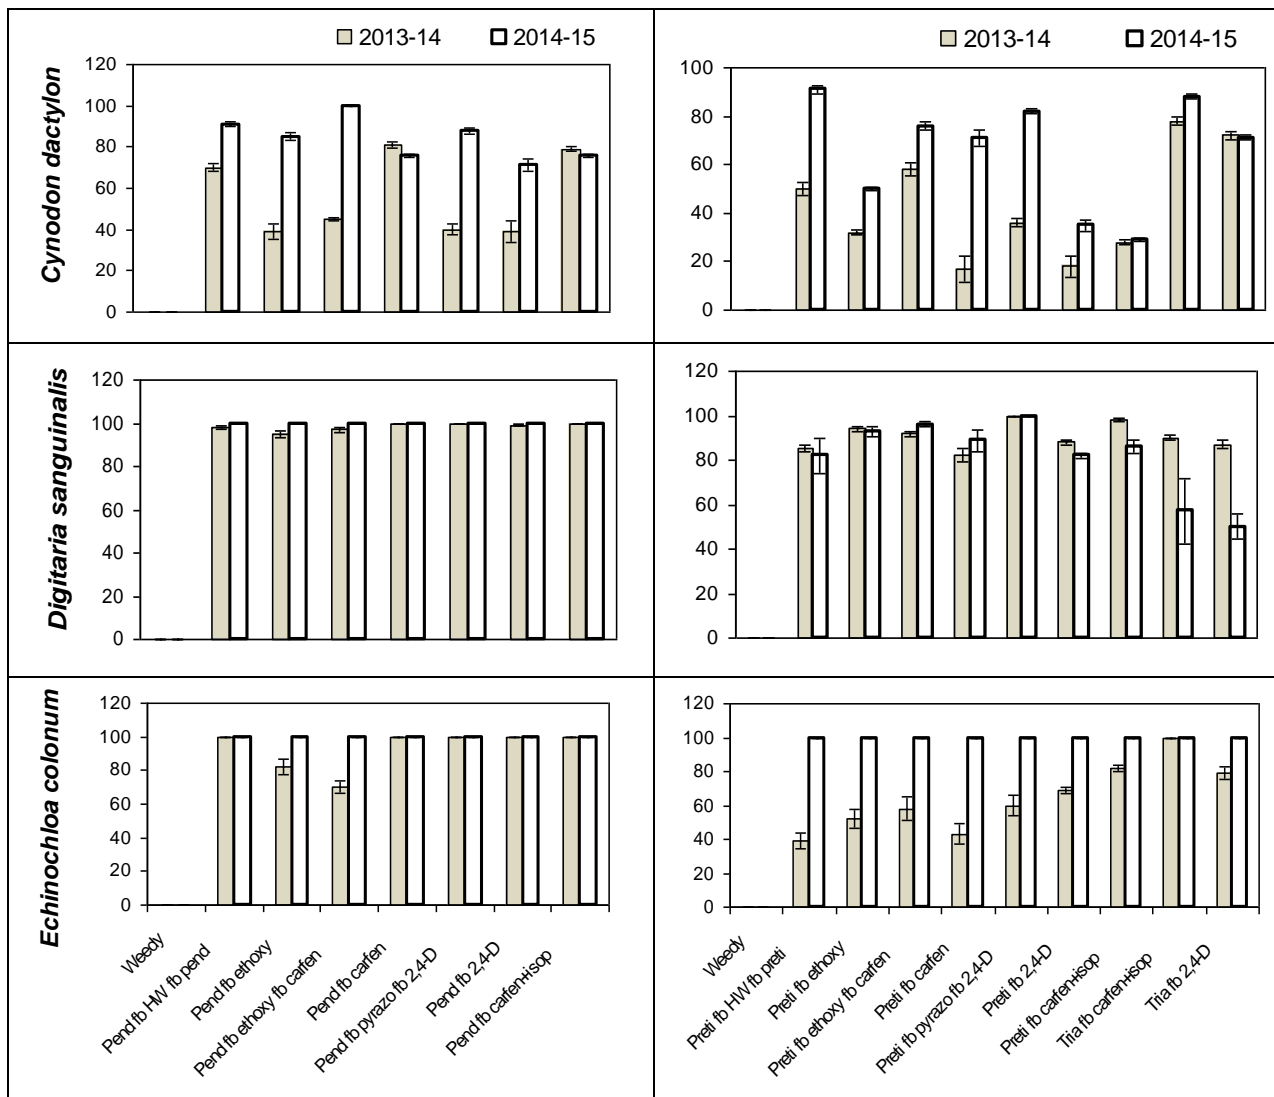 2013-14 2014-15
120
100
80
60
40
20
0
Cynodon dactylon
2013-14 2014-15
100
80
60
40
20
0
120
100
80
60
40
20
0
Digitaria sanguinalis
120
100
80
60
40
20
0
120
100
80
60
40
20
0
Echinochloa colonum
Weedy
Pend fb HW fb pend
Pend fb ethoxy
Pend fb ethoxy fb carfen
Pend fb carfen
Pend fb pyrazo fb 2,4-D
Pend fb 2,4-D
Pend fb carfen+isop
120
100
80
60
40
20
0
Weedy
Preti fb HW fb preti
Preti fb ethoxy
Preti fb ethoxy fb carfen
Preti fb carfen
Preti fb pyrazo fb 2,4-D
Preti fb 2,4-D
Preti fb carfen+isop
Tria fb carfen+isop
Tria fb 2,4-D